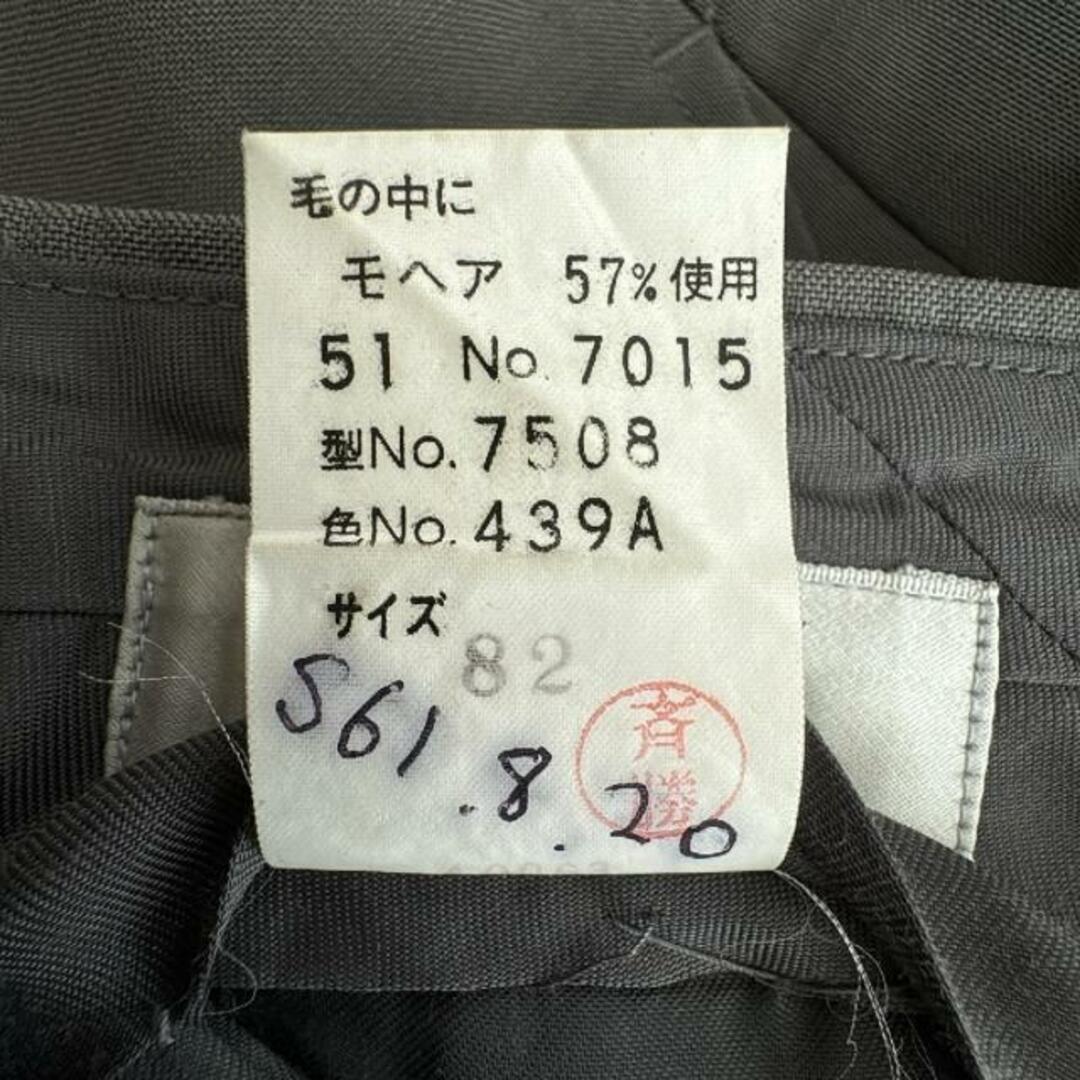 毛の中に
モヘア 57%使用
51 No.7015
型No.7508
色No.439A
サイズ
82
S61.8.20
斉
勝